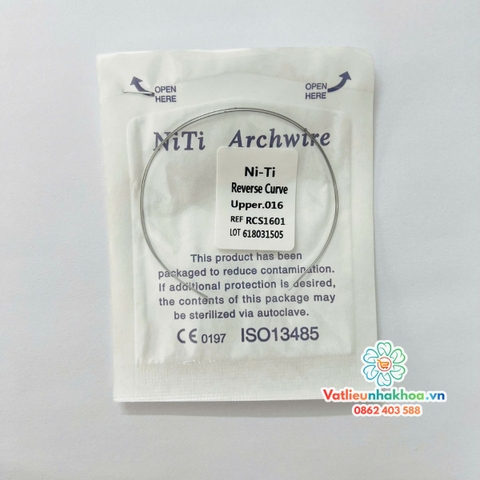 OPEN
HERE
OPEN
HERE
NiTi Archwire
Ni-Ti
Reverse Curve
Upper.016
REF RCS1601
LOT 618031505
This product has been
packaged to reduce contamination.
If additional protection is desired,
the contents of this package may
be sterilized via autoclave.
CE 0197 ISO13485
Vatlieunhakhoa.vn
0862 403 588